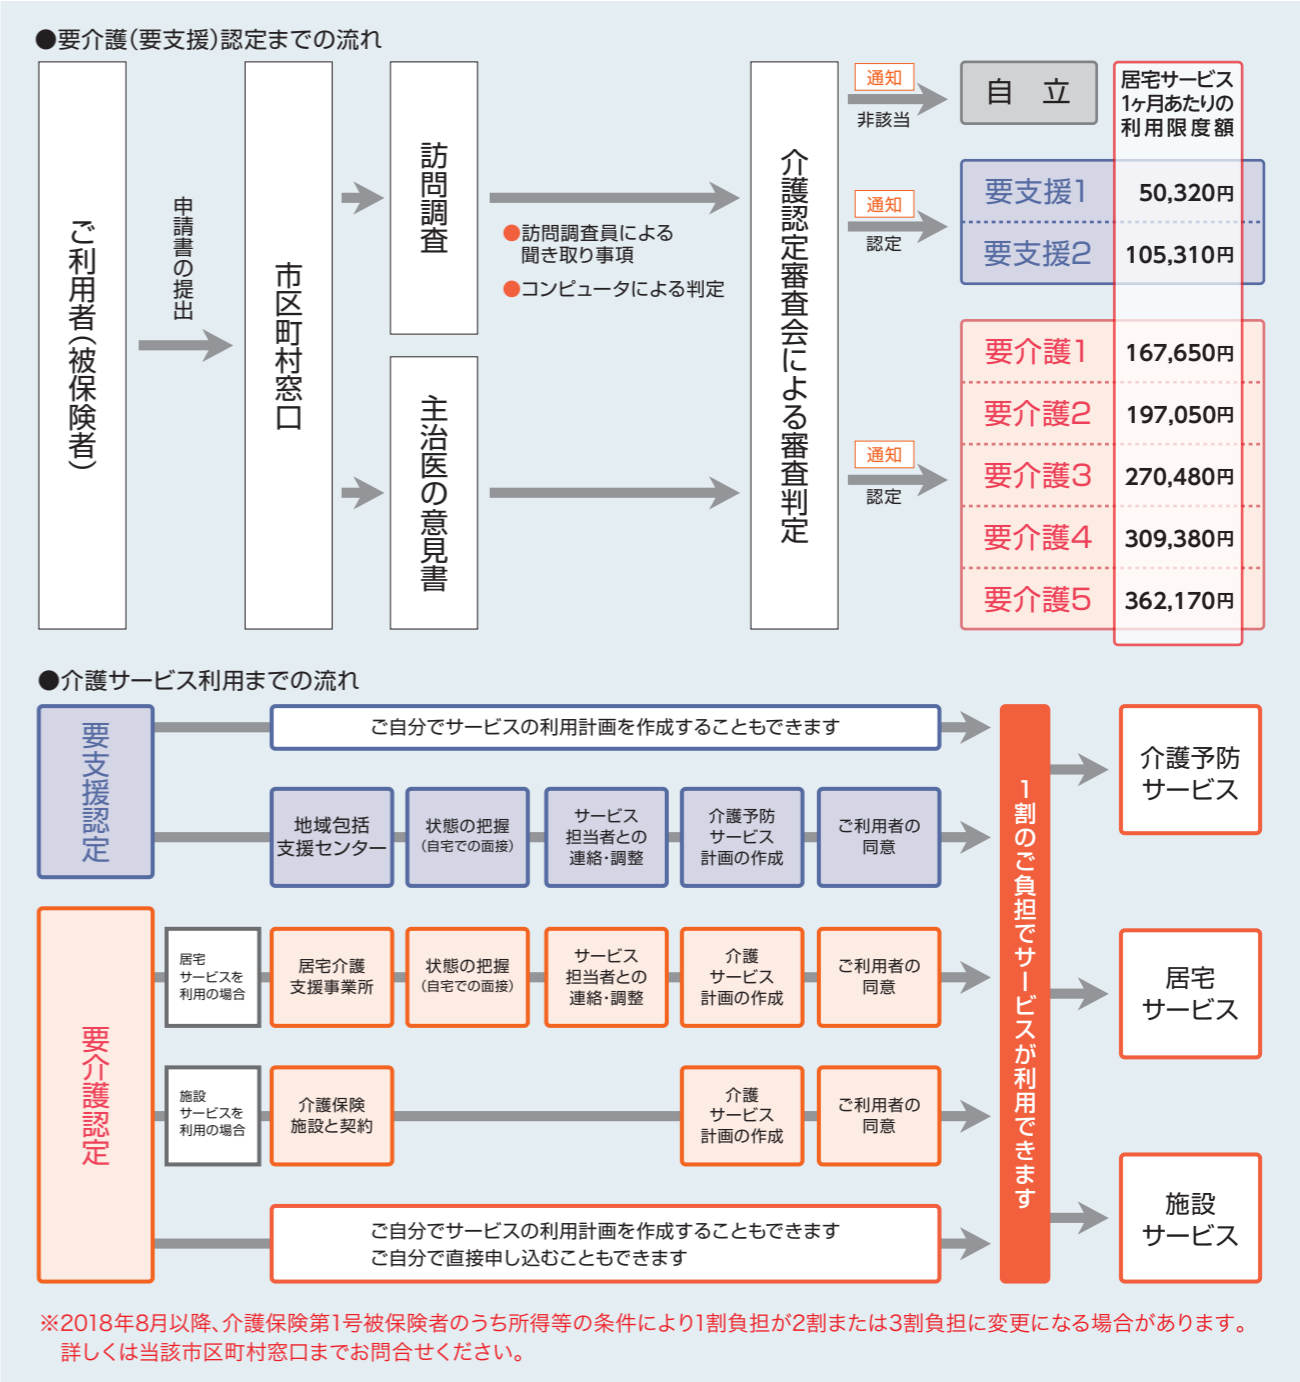 ●要介護(要支援)認定までの流れ
ご利用者(被保険者)
申請書の提出
市区町村窓口
訪問調査
主治医の意見書
●訪問調査員による
聞き取り事項
●コンピュータによる判定
介護認定審査会による審査判定
通知
非該当
通知
認定
通知
認定
自 立
居宅サービス
1ヶ月あたりの
利用限度額
要支援1 50,320円
要支援2 105,310円
要介護1 167,650円
要介護2 197,050円
要介護3 270,480円
要介護4 309,380円
要介護5 362,170円
●介護サービス利用までの流れ
要支援認定
ご自分でサービスの利用計画を作成することもできます
地域包括
支援センター
状態の把握
(自宅での面接)
サービス
担当者との
連絡・調整
介護予防
サービス
計画の作成
ご利用者の
同意
要介護認定
居宅
サービスを
利用の場合
居宅介護
支援事業所
状態の把握
(自宅での面接)
サービス
担当者との
連絡・調整
介護
サービス
計画の作成
ご利用者の
同意
施設
サービスを
利用の場合
介護保険
施設と契約
介護
サービス
計画の作成
ご利用者の
同意
ご自分でサービスの利用計画を作成することもできます
ご自分で直接申し込むこともできます
1割のご負担でサービスが利用できます
介護予防
サービス
居宅
サービス
施設
サービス
※2018年8月以降、介護保険第1号被保険者のうち所得等の条件により1割負担が2割または3割負担に変更になる場合があります。
詳しくは当該市区町村窓口までお問合せください。